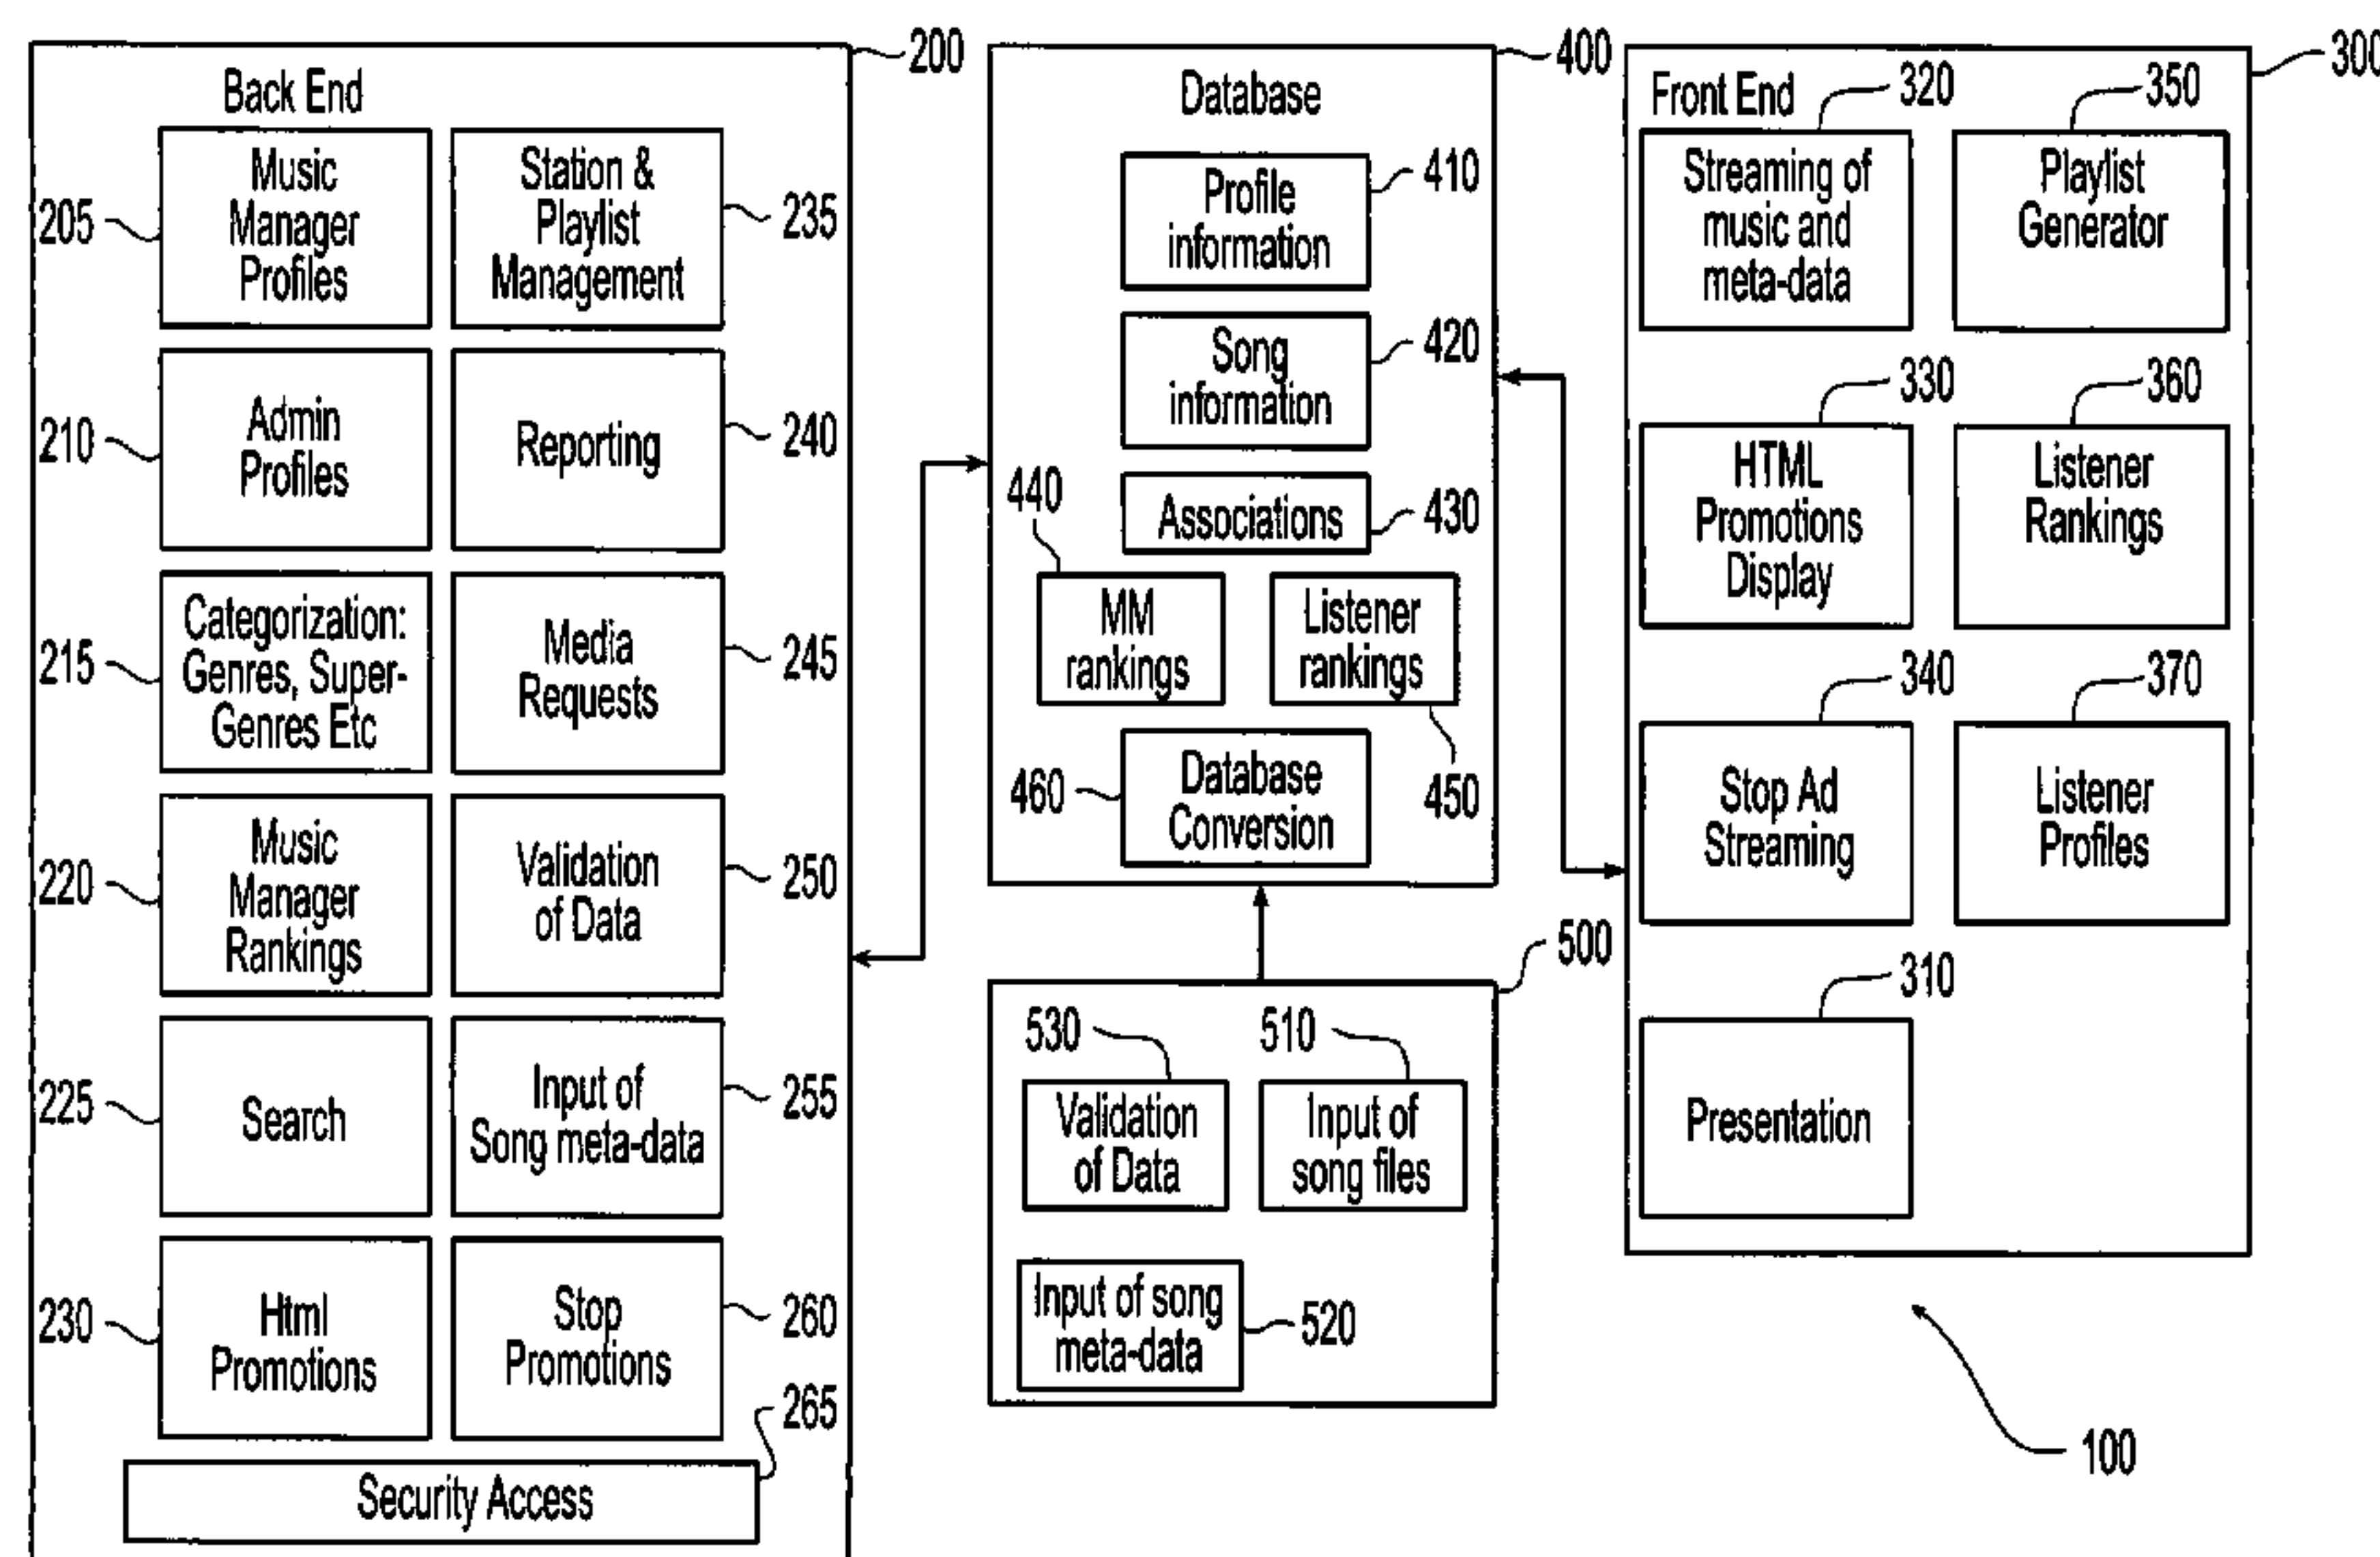 200
Back End
205
Music
Manager
Profiles
Station &
Playlist
Management
235
210
Admin
Profiles
Reporting
240
215
Categorization:
Genres, Super-
Genres Etc
Media
Requests
245
220
Music
Manager
Rankings
Validation
of Data
250
225
Search
Input of
Song meta-data
255
230
Html
Promotions
Stop
Promotions
260
265
Security Access
400
Database
Profile
information
410
Song
information
420
Associations
430
440
MM
rankings
Listener
rankings
450
460
Database
Conversion
500
530
Validation
of Data
510
Input of
song files
Input of song
meta-data
520
300
Front End
320
Streaming of
music and
meta-data
350
Playlist
Generator
330
HTML
Promotions
Display
360
Listener
Rankings
340
Stop Ad
Streaming
370
Listener
Profiles
310
Presentation
100